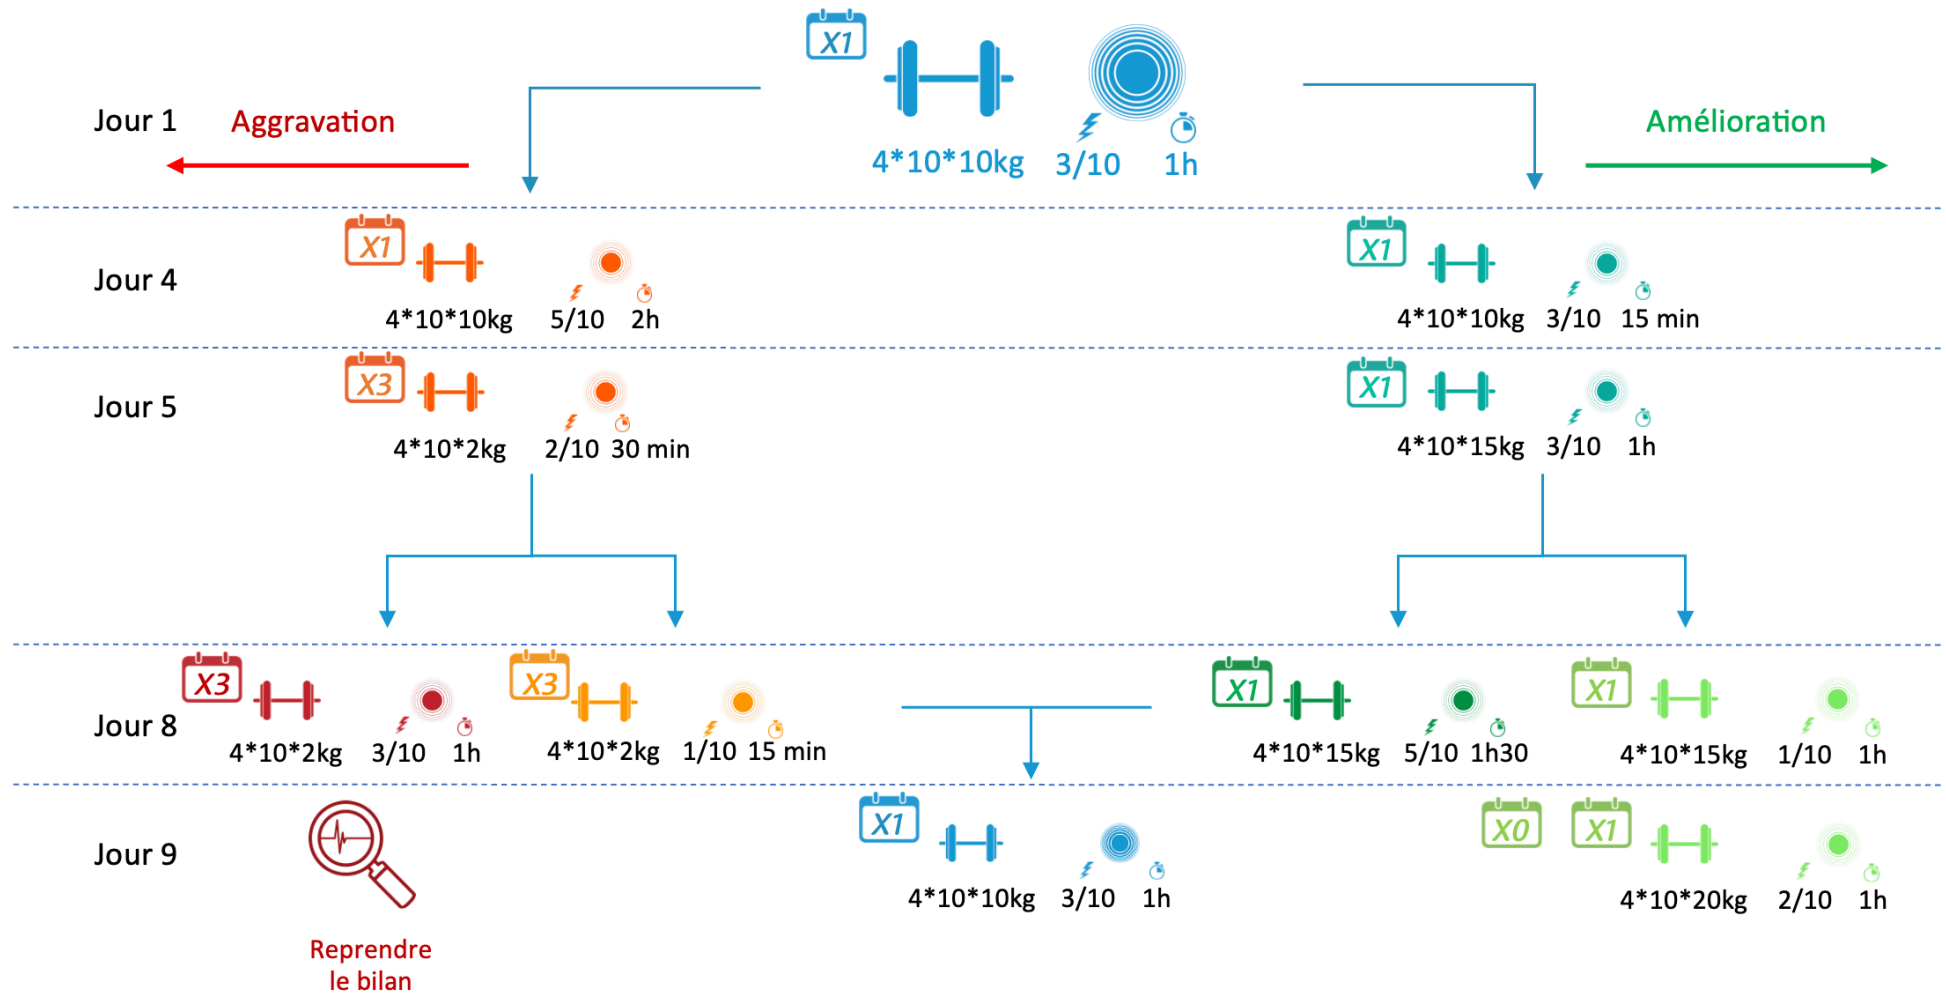 X1
4*10*10kg 3/10 1h
Jour 1
Aggravation
Amélioration
Jour 4
X1
4*10*10kg 5/10 2h
X1
4*10*10kg 3/10 15 min
Jour 5
X3
4*10*2kg 2/10 30 min
X1
4*10*15kg 3/10 1h
Jour 8
X3
4*10*2kg 3/10 1h
X3
4*10*2kg 1/10 15 min
X1
4*10*15kg 5/10 1h30
X1
4*10*15kg 1/10 1h
Jour 9
Reprendre
le bilan
X1
4*10*10kg 3/10 1h
X0
X1
4*10*20kg 2/10 1h